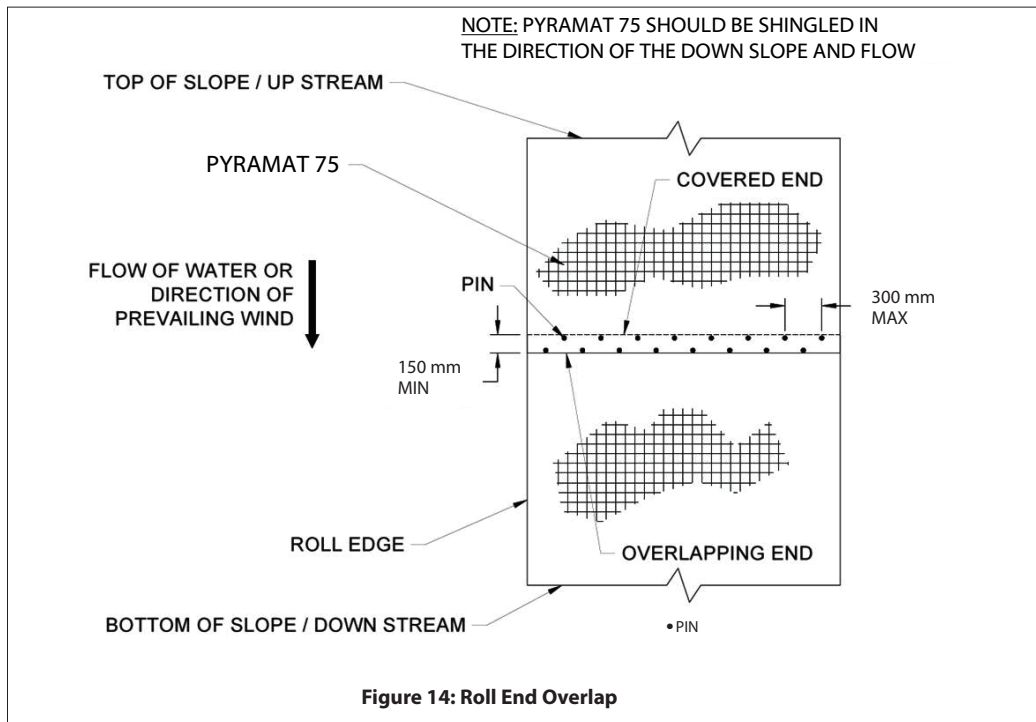 NOTE: PYRAMAT 75 SHOULD BE SHINGLED IN
THE DIRECTION OF THE DOWN SLOPE AND FLOW
TOP OF SLOPE / UP STREAM
PYRAMAT 75
COVERED END
FLOW OF WATER OR
DIRECTION OF
PREVAILING WIND
PIN
300 mm
MAX
150 mm
MIN
ROLL EDGE
OVERLAPPING END
BOTTOM OF SLOPE / DOWN STREAM
• PIN
Figure 14: Roll End Overlap